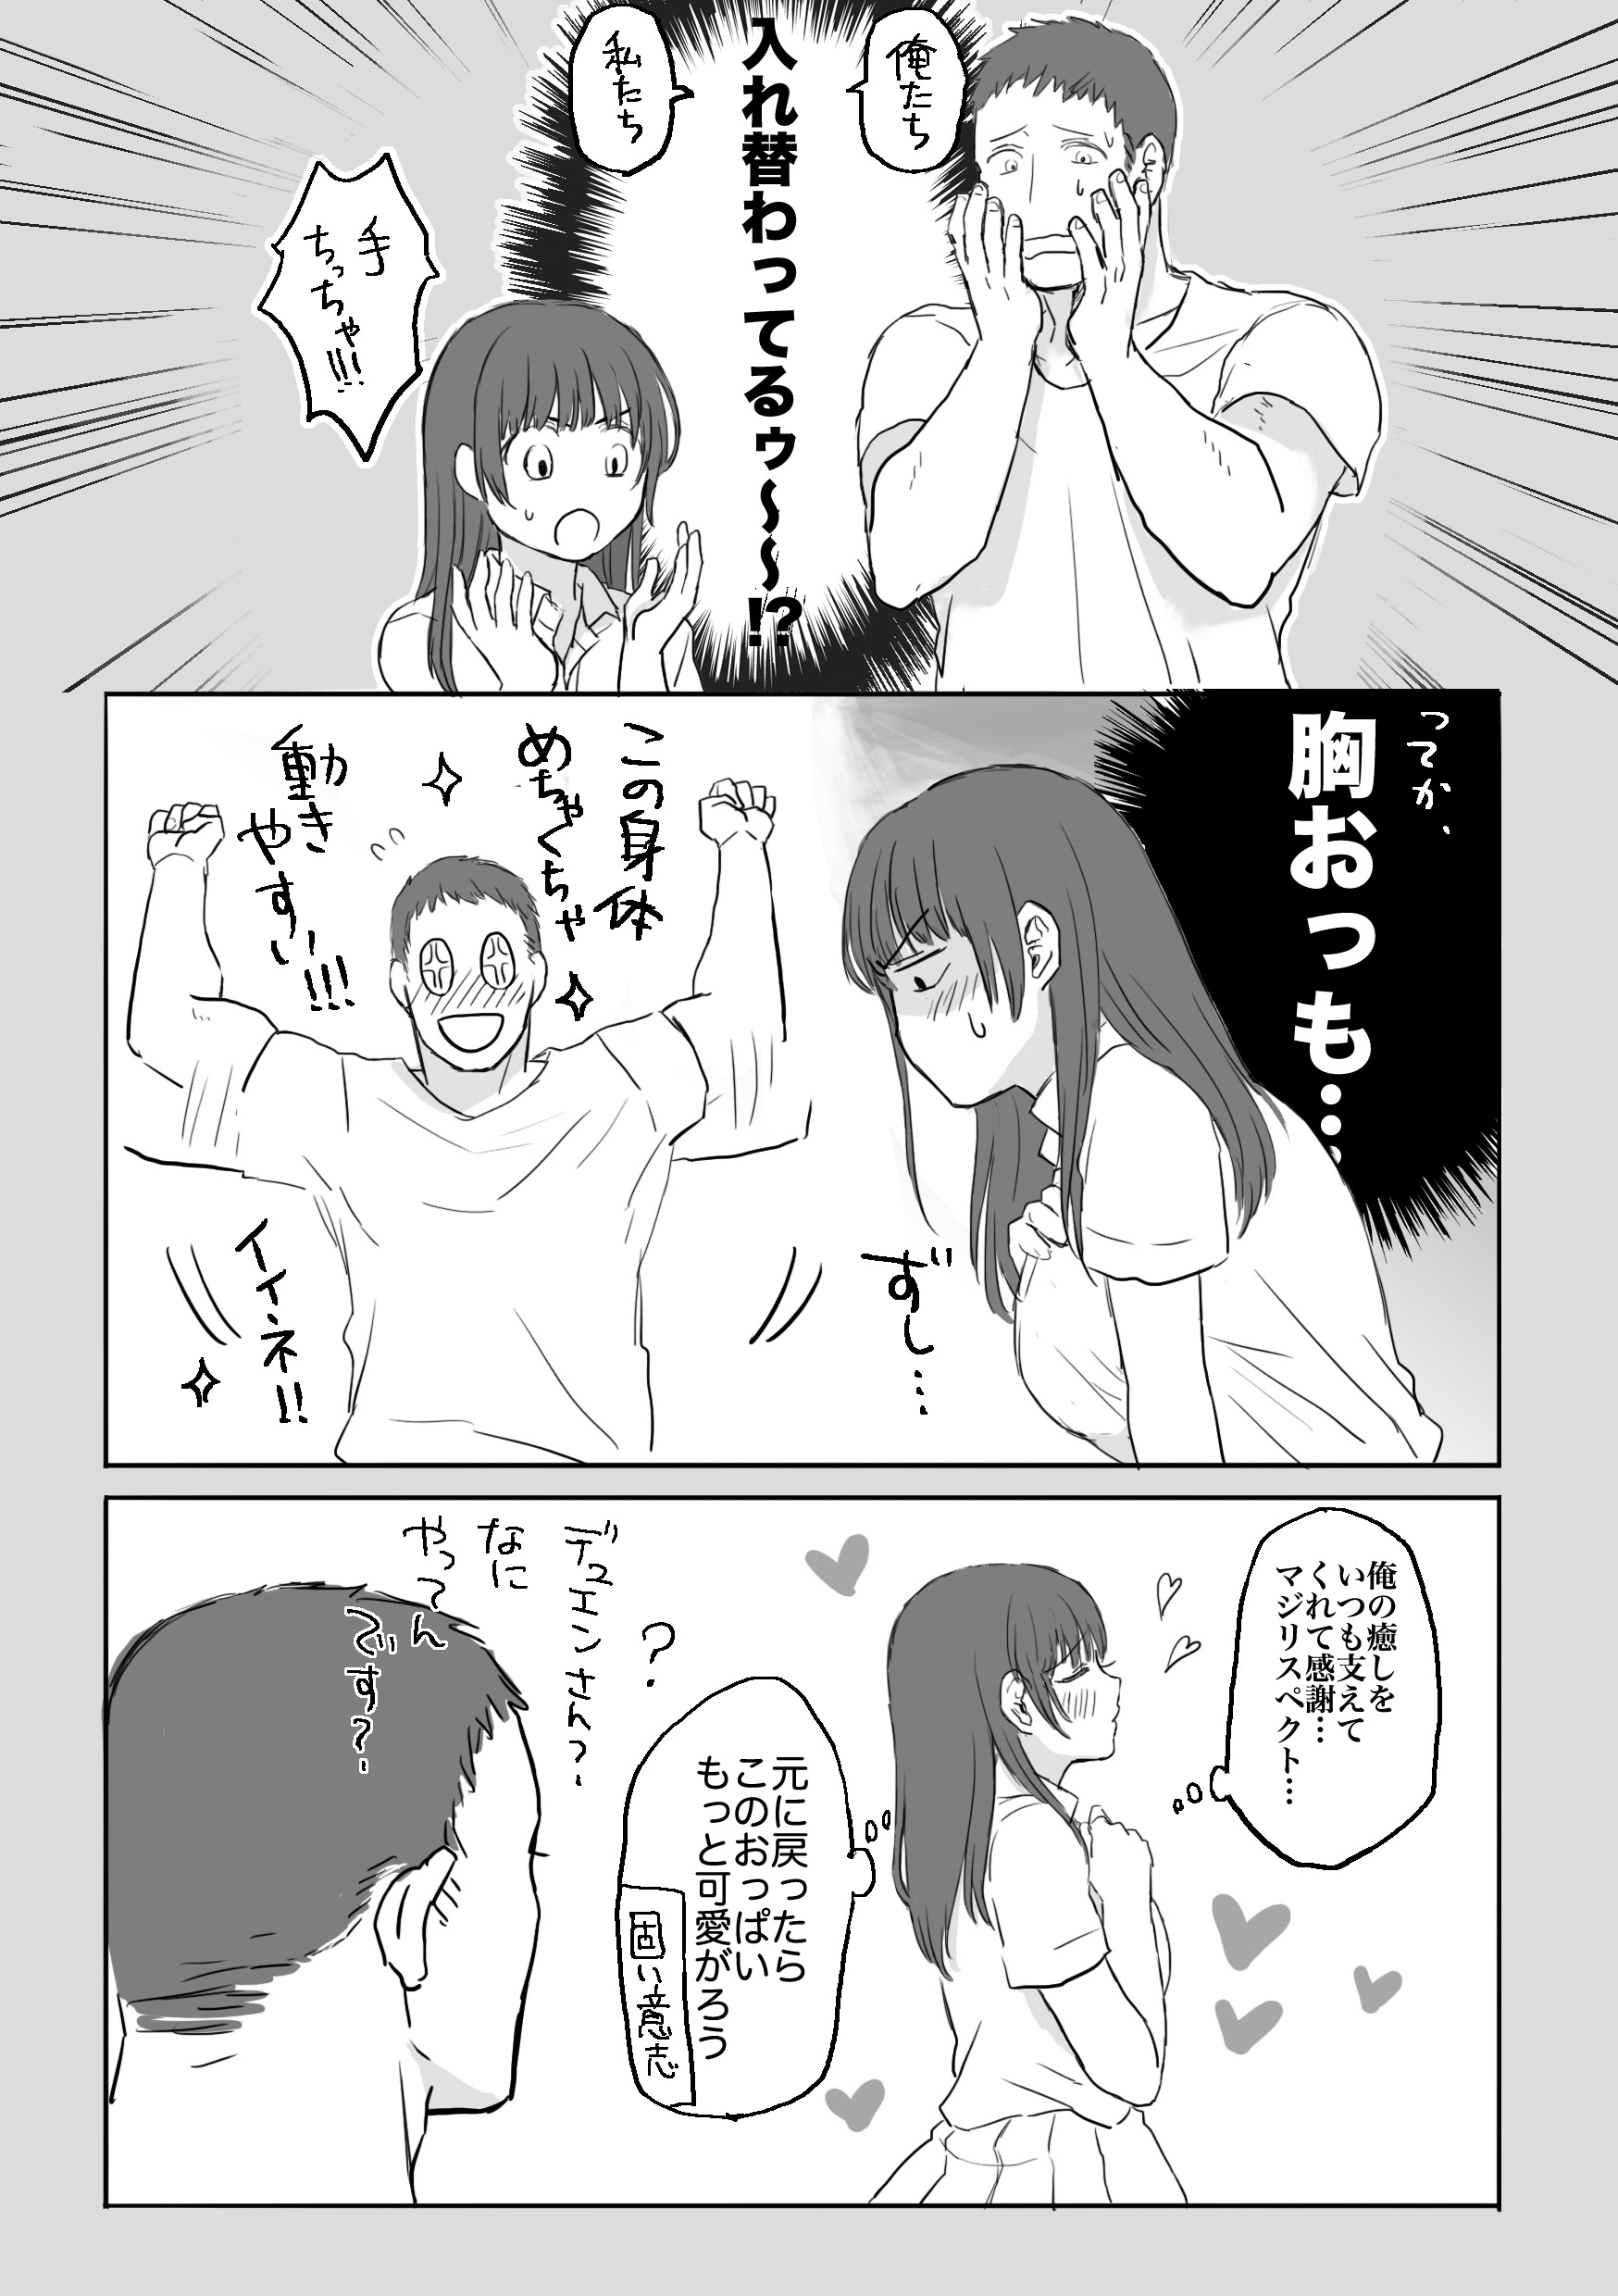 俺たち
私たち
入れ替わってるゥ〜〜!?
手
ちっちゃ!!!
ってか、
胸おっも…
ずし…
この身体
めちゃくちゃ
動き
やすい!!!
イイネ!!
俺の癒しを
いつも支えて
くれて感謝…
マジリスペクト…
元に戻ったら
このおっぱい
もっと可愛がろう
固い意志
?
デュエンさん?
なに
やってん
です?